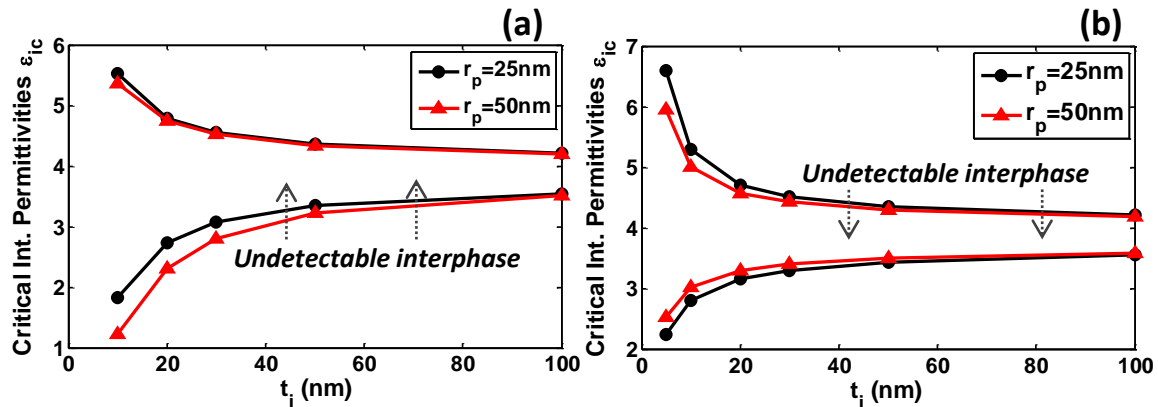 (a)
Critical Int. Permittivities ε_ic
6
5
4
3
2
1
r_p=25nm
r_p=50nm
Undetectable interphase
0 20 40 60 80 100
t_i (nm)
(b)
Critical Int. Permittivities ε_ic
7
6
5
4
3
2
r_p=25nm
r_p=50nm
Undetectable interphase
0 20 40 60 80 100
t_i (nm)